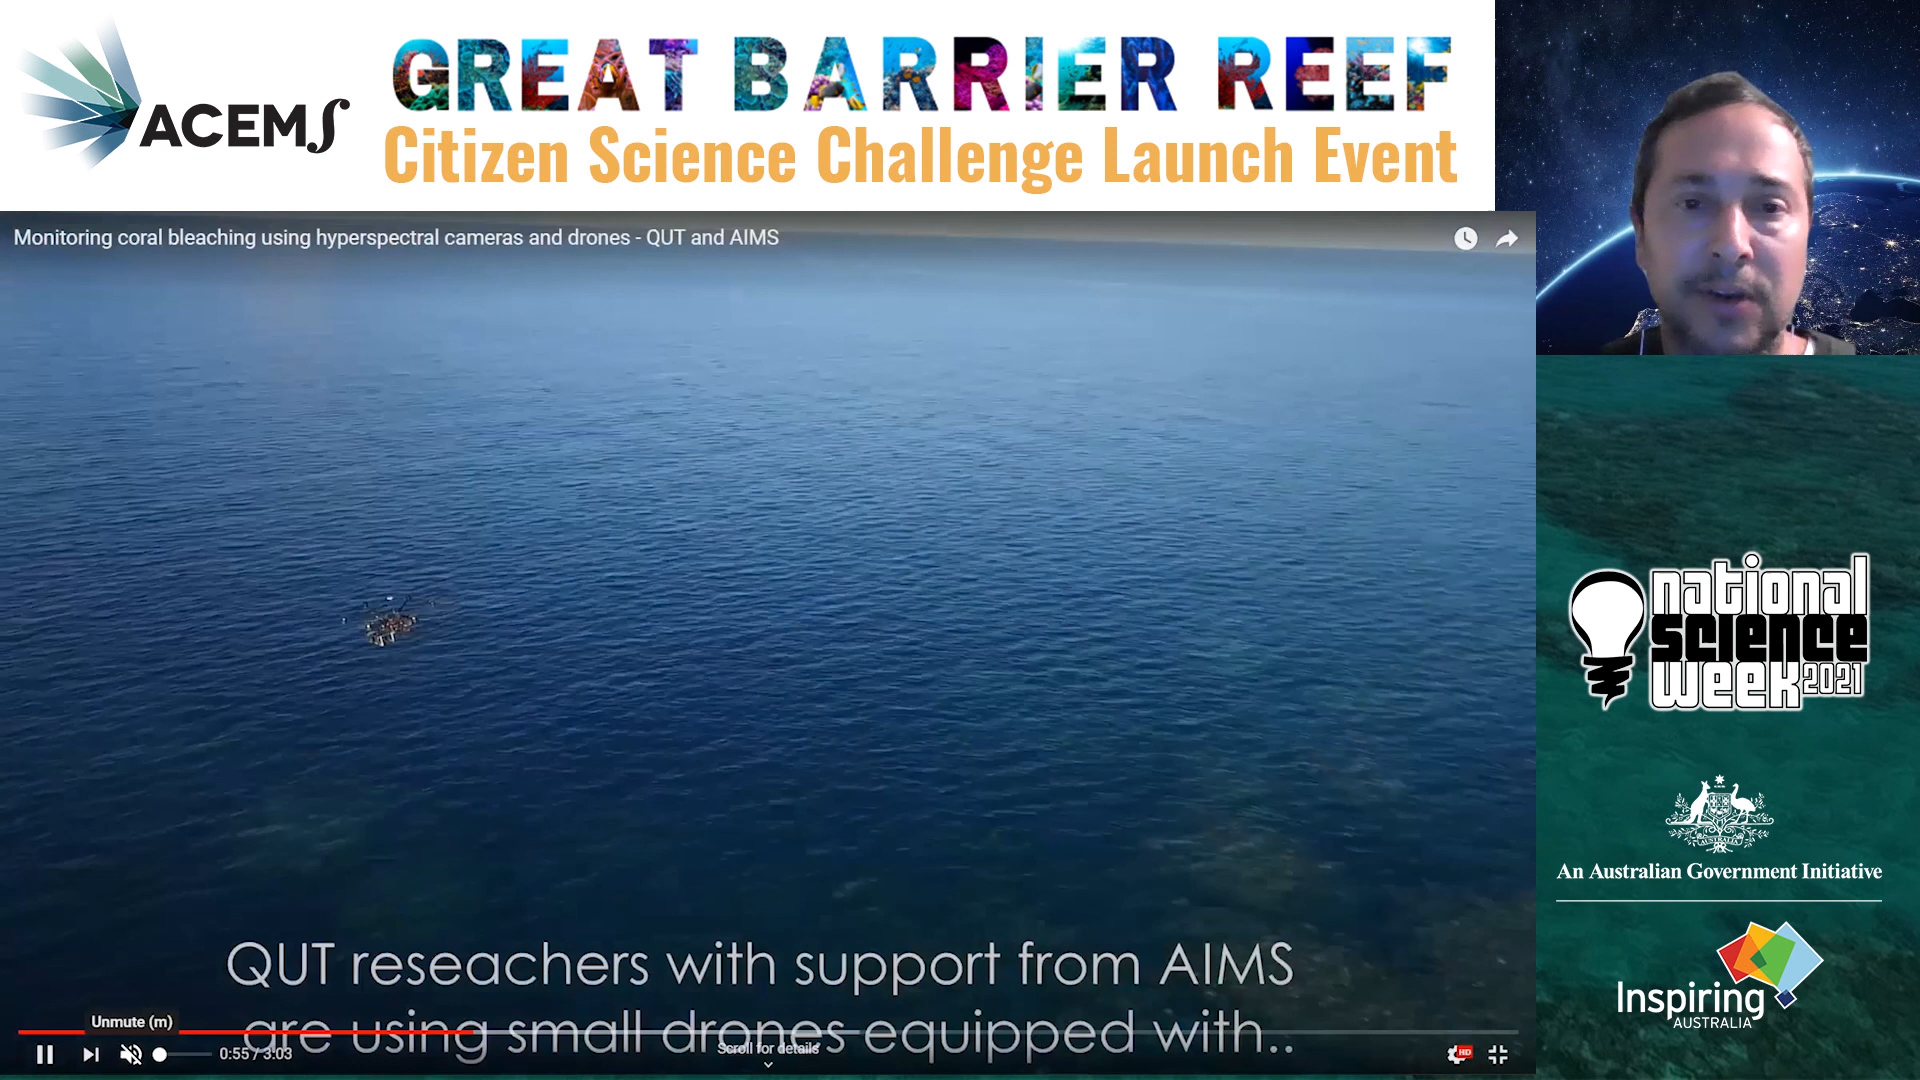 ACEMS
GREAT BARRIER REEF
Citizen Science Challenge Launch Event
Monitoring coral bleaching using hyperspectral cameras and drones - QUT and AIMS
QUT reseachers with support from AIMS
are using small drones equipped with..
Unmute (m)
0:55 / 3:03
Scroll for details
HD
national
science
week 2021
AUSTRALIA
An Australian Government Initiative
Inspiring
AUSTRALIA